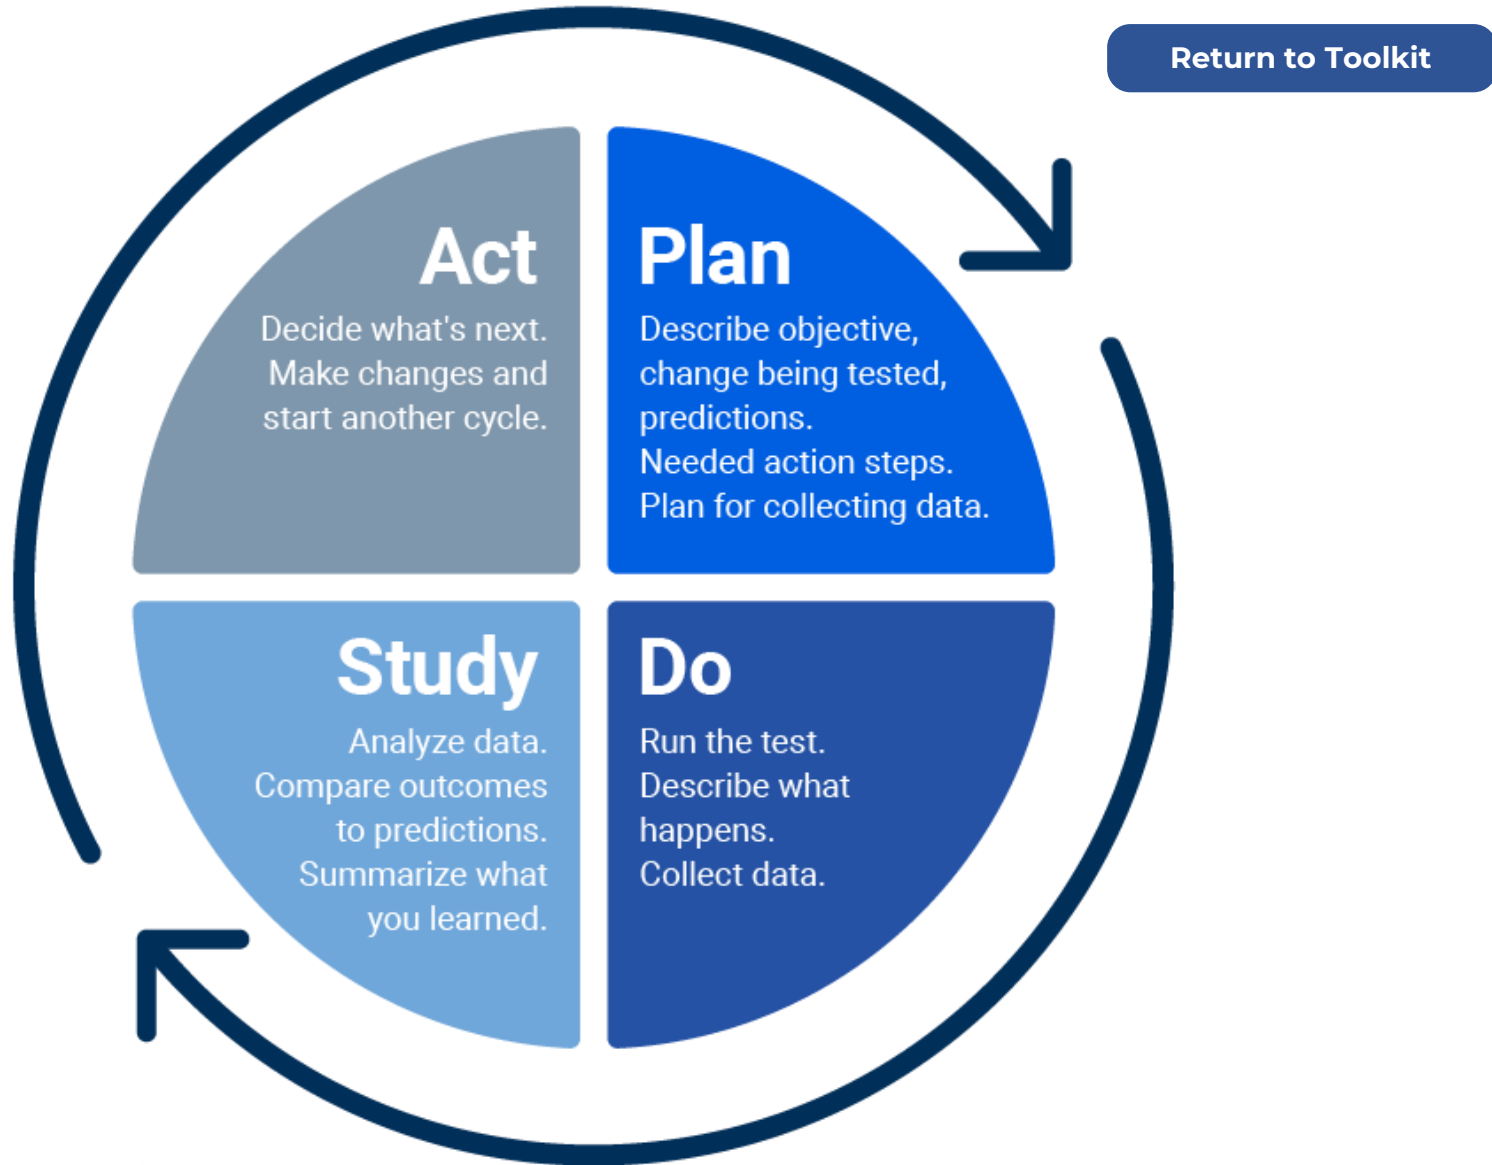 Return to Toolkit
Act
Decide what's next.
Make changes and
start another cycle.
Plan
Describe objective,
change being tested,
predictions.
Needed action steps.
Plan for collecting data.
Study
Analyze data.
Compare outcomes
to predictions.
Summarize what
you learned.
Do
Run the test.
Describe what
happens.
Collect data.